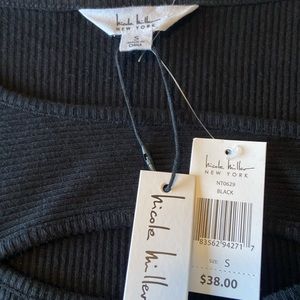 nicole miller
NEW YORK
S
CHINA
nicole miller
NEW YORK
NT0629
BLACK
83562 94271 7
SIZE: S
$38.00
nicole miller